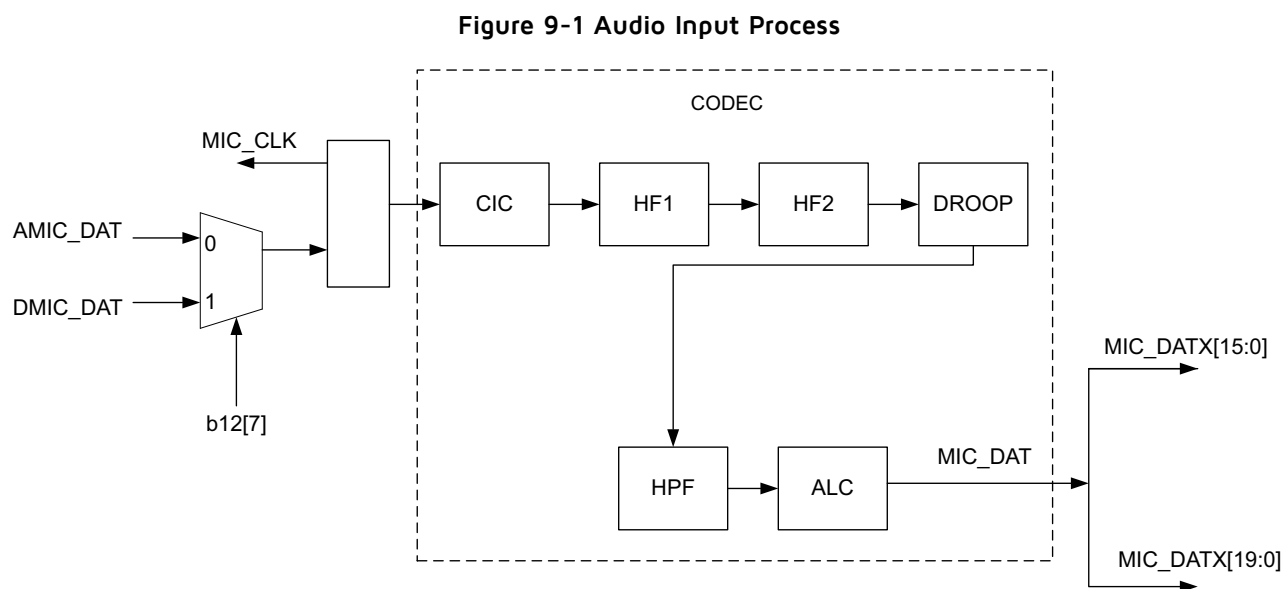 Figure 9-1 Audio Input Process
CODEC
MIC_CLK
CIC
HF1
HF2
DROOP
AMIC_DAT
0
DMIC_DAT
1
b12[7]
MIC_DATX[15:0]
HPF
ALC
MIC_DAT
MIC_DATX[19:0]